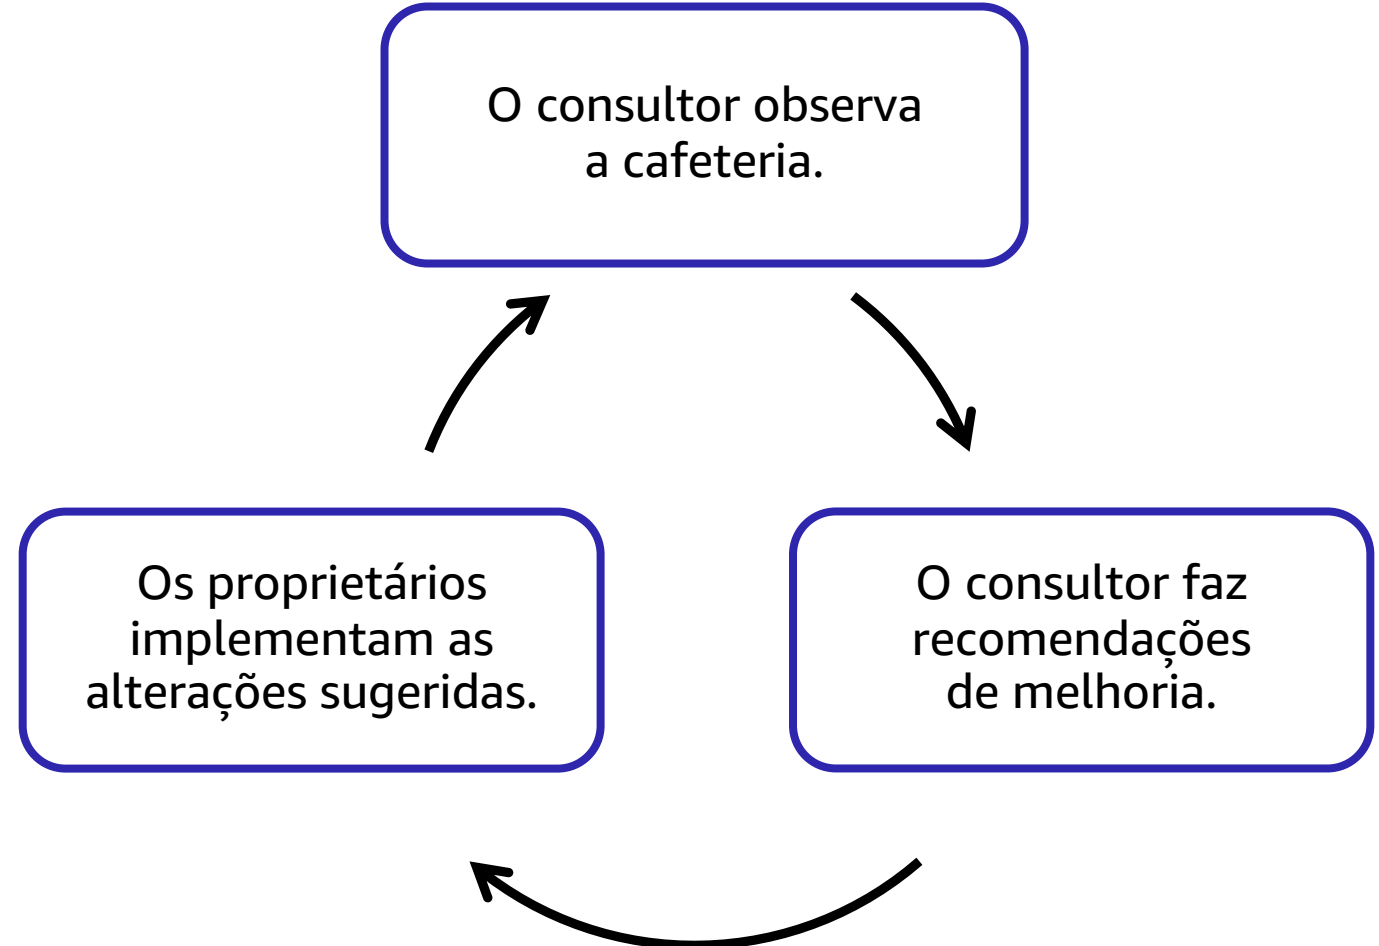 O consultor observa
a cafeteria.
Os proprietários
implementam as
alterações sugeridas.
O consultor faz
recomendações
de melhoria.